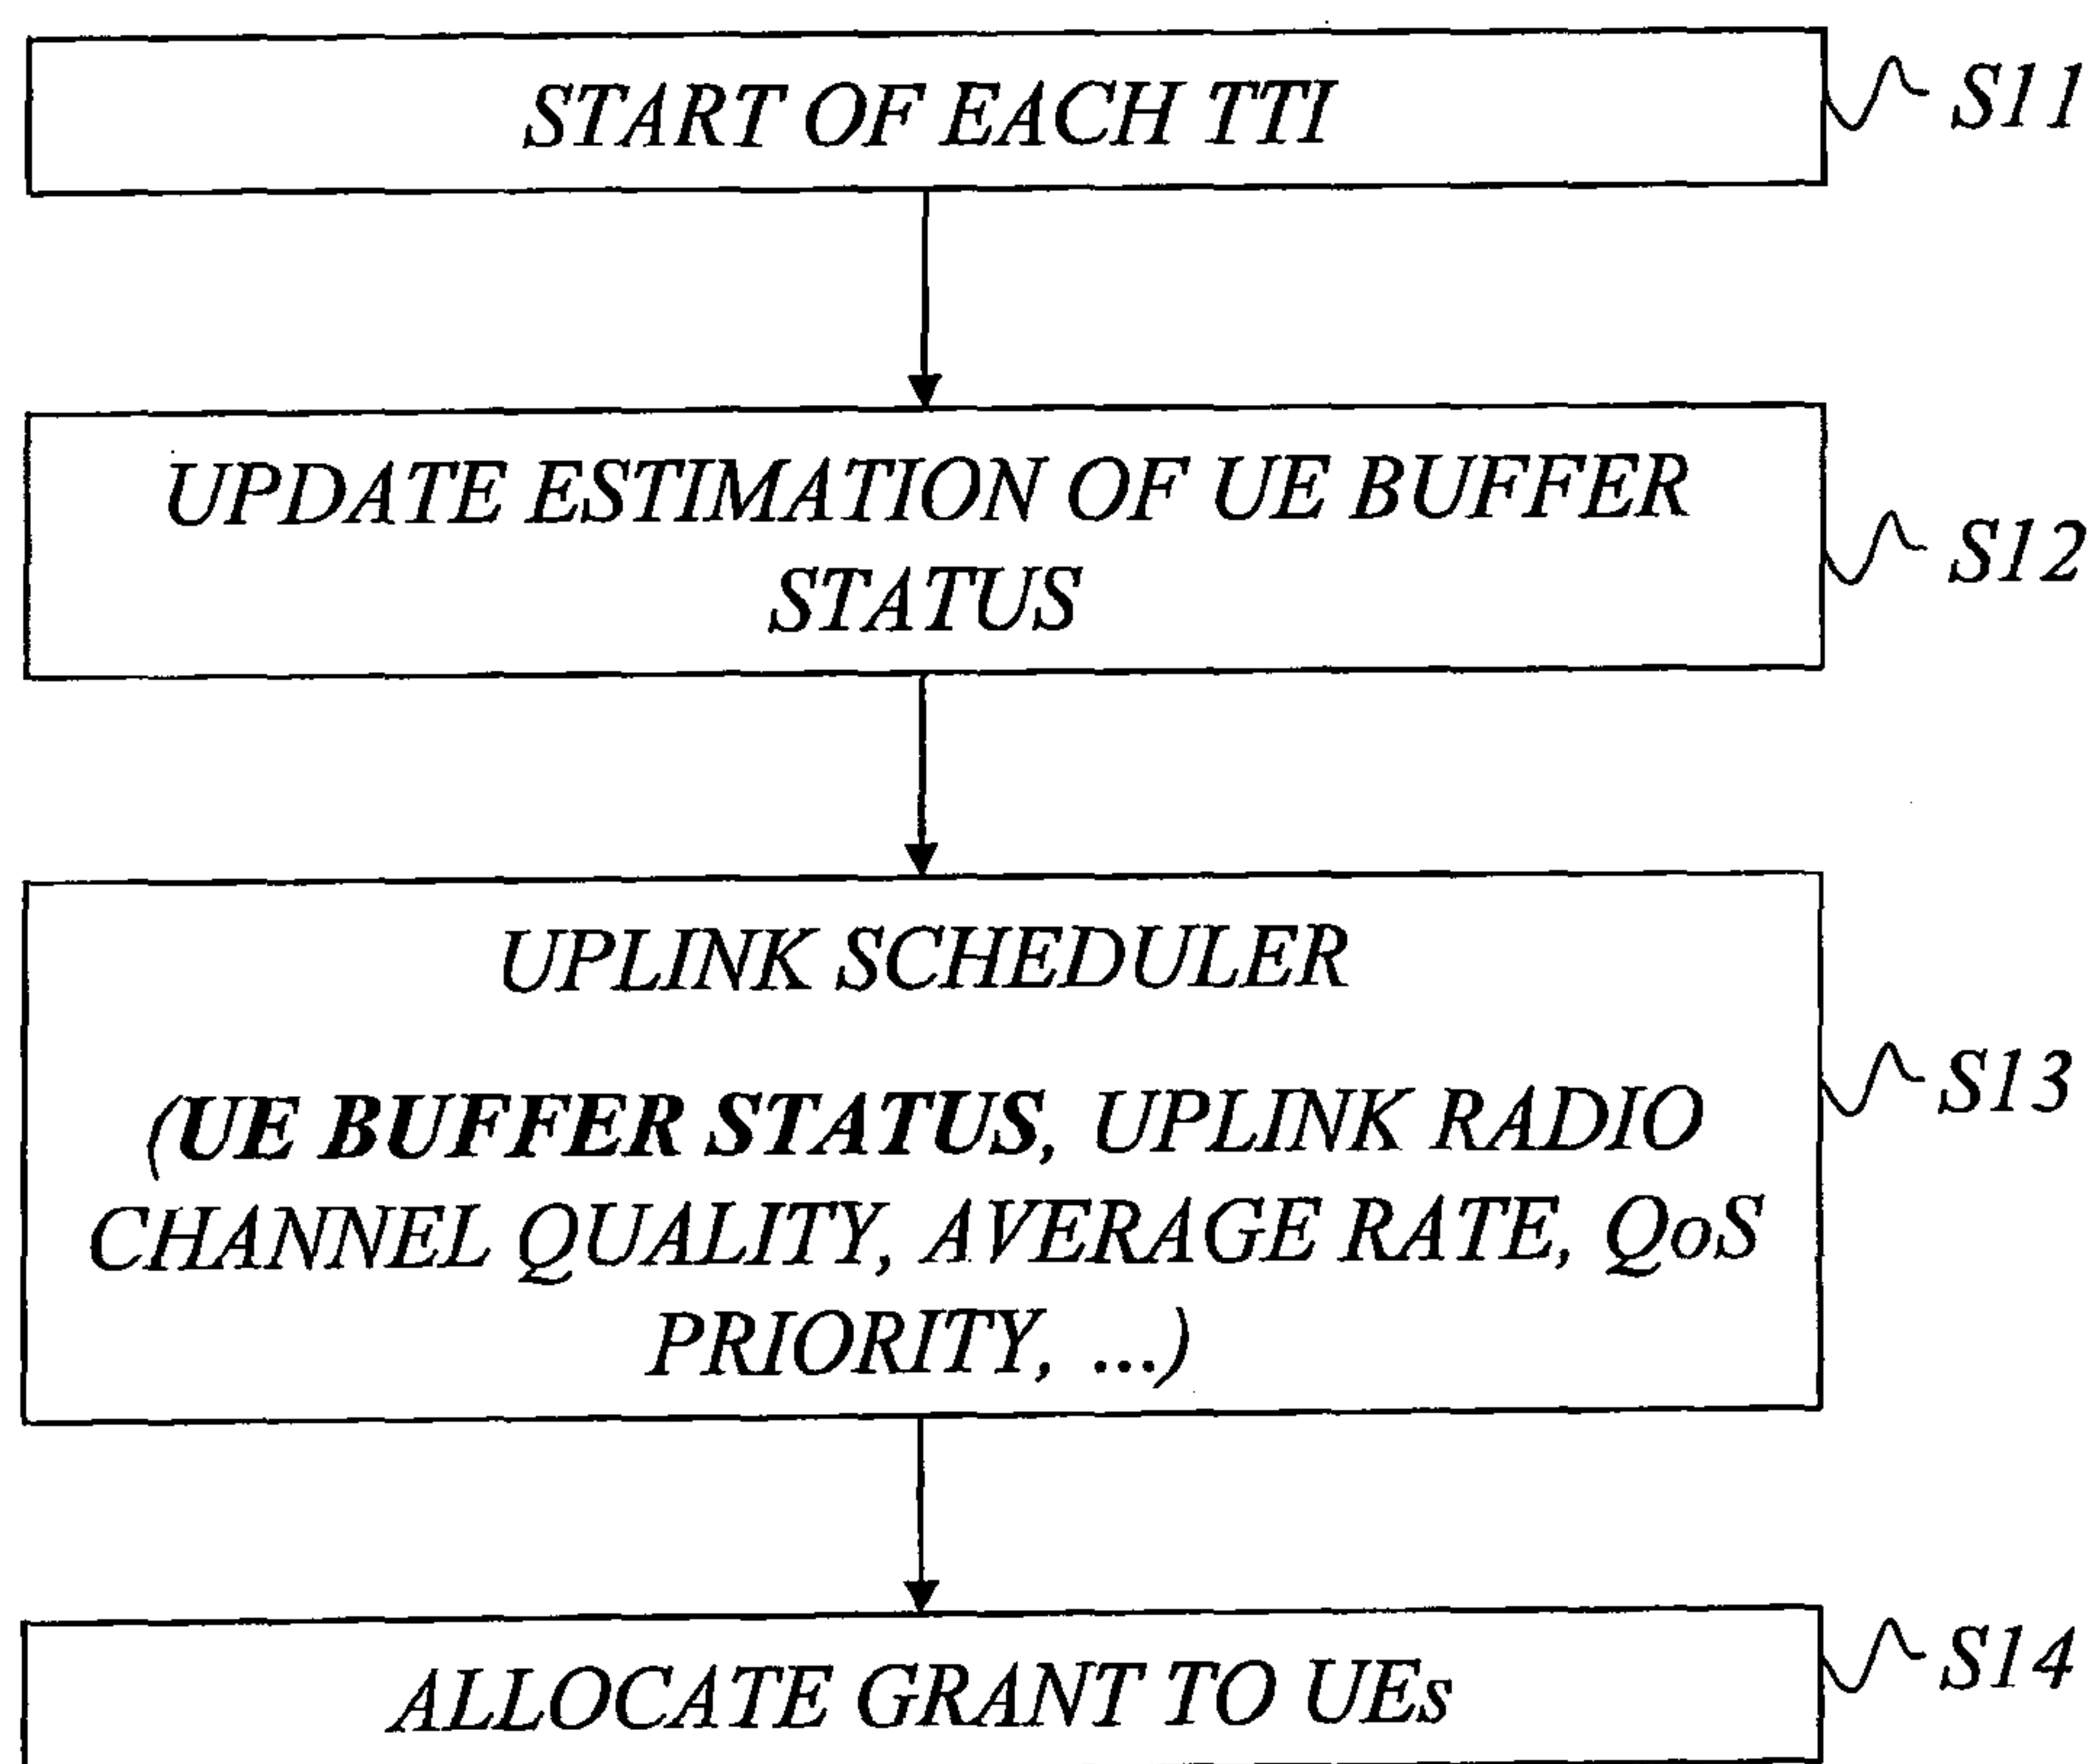 START OF EACH TTI
S11
UPDATE ESTIMATION OF UE BUFFER
STATUS
S12
UPLINK SCHEDULER
(UE BUFFER STATUS, UPLINK RADIO
CHANNEL QUALITY, AVERAGE RATE, QoS
PRIORITY, ...)
S13
ALLOCATE GRANT TO UEs
S14